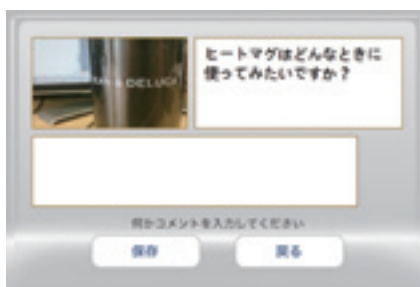 & DELUCA
ヒートマグはどんなときに
使ってみたいですか？
何かコメントを入力してください
保存
戻る